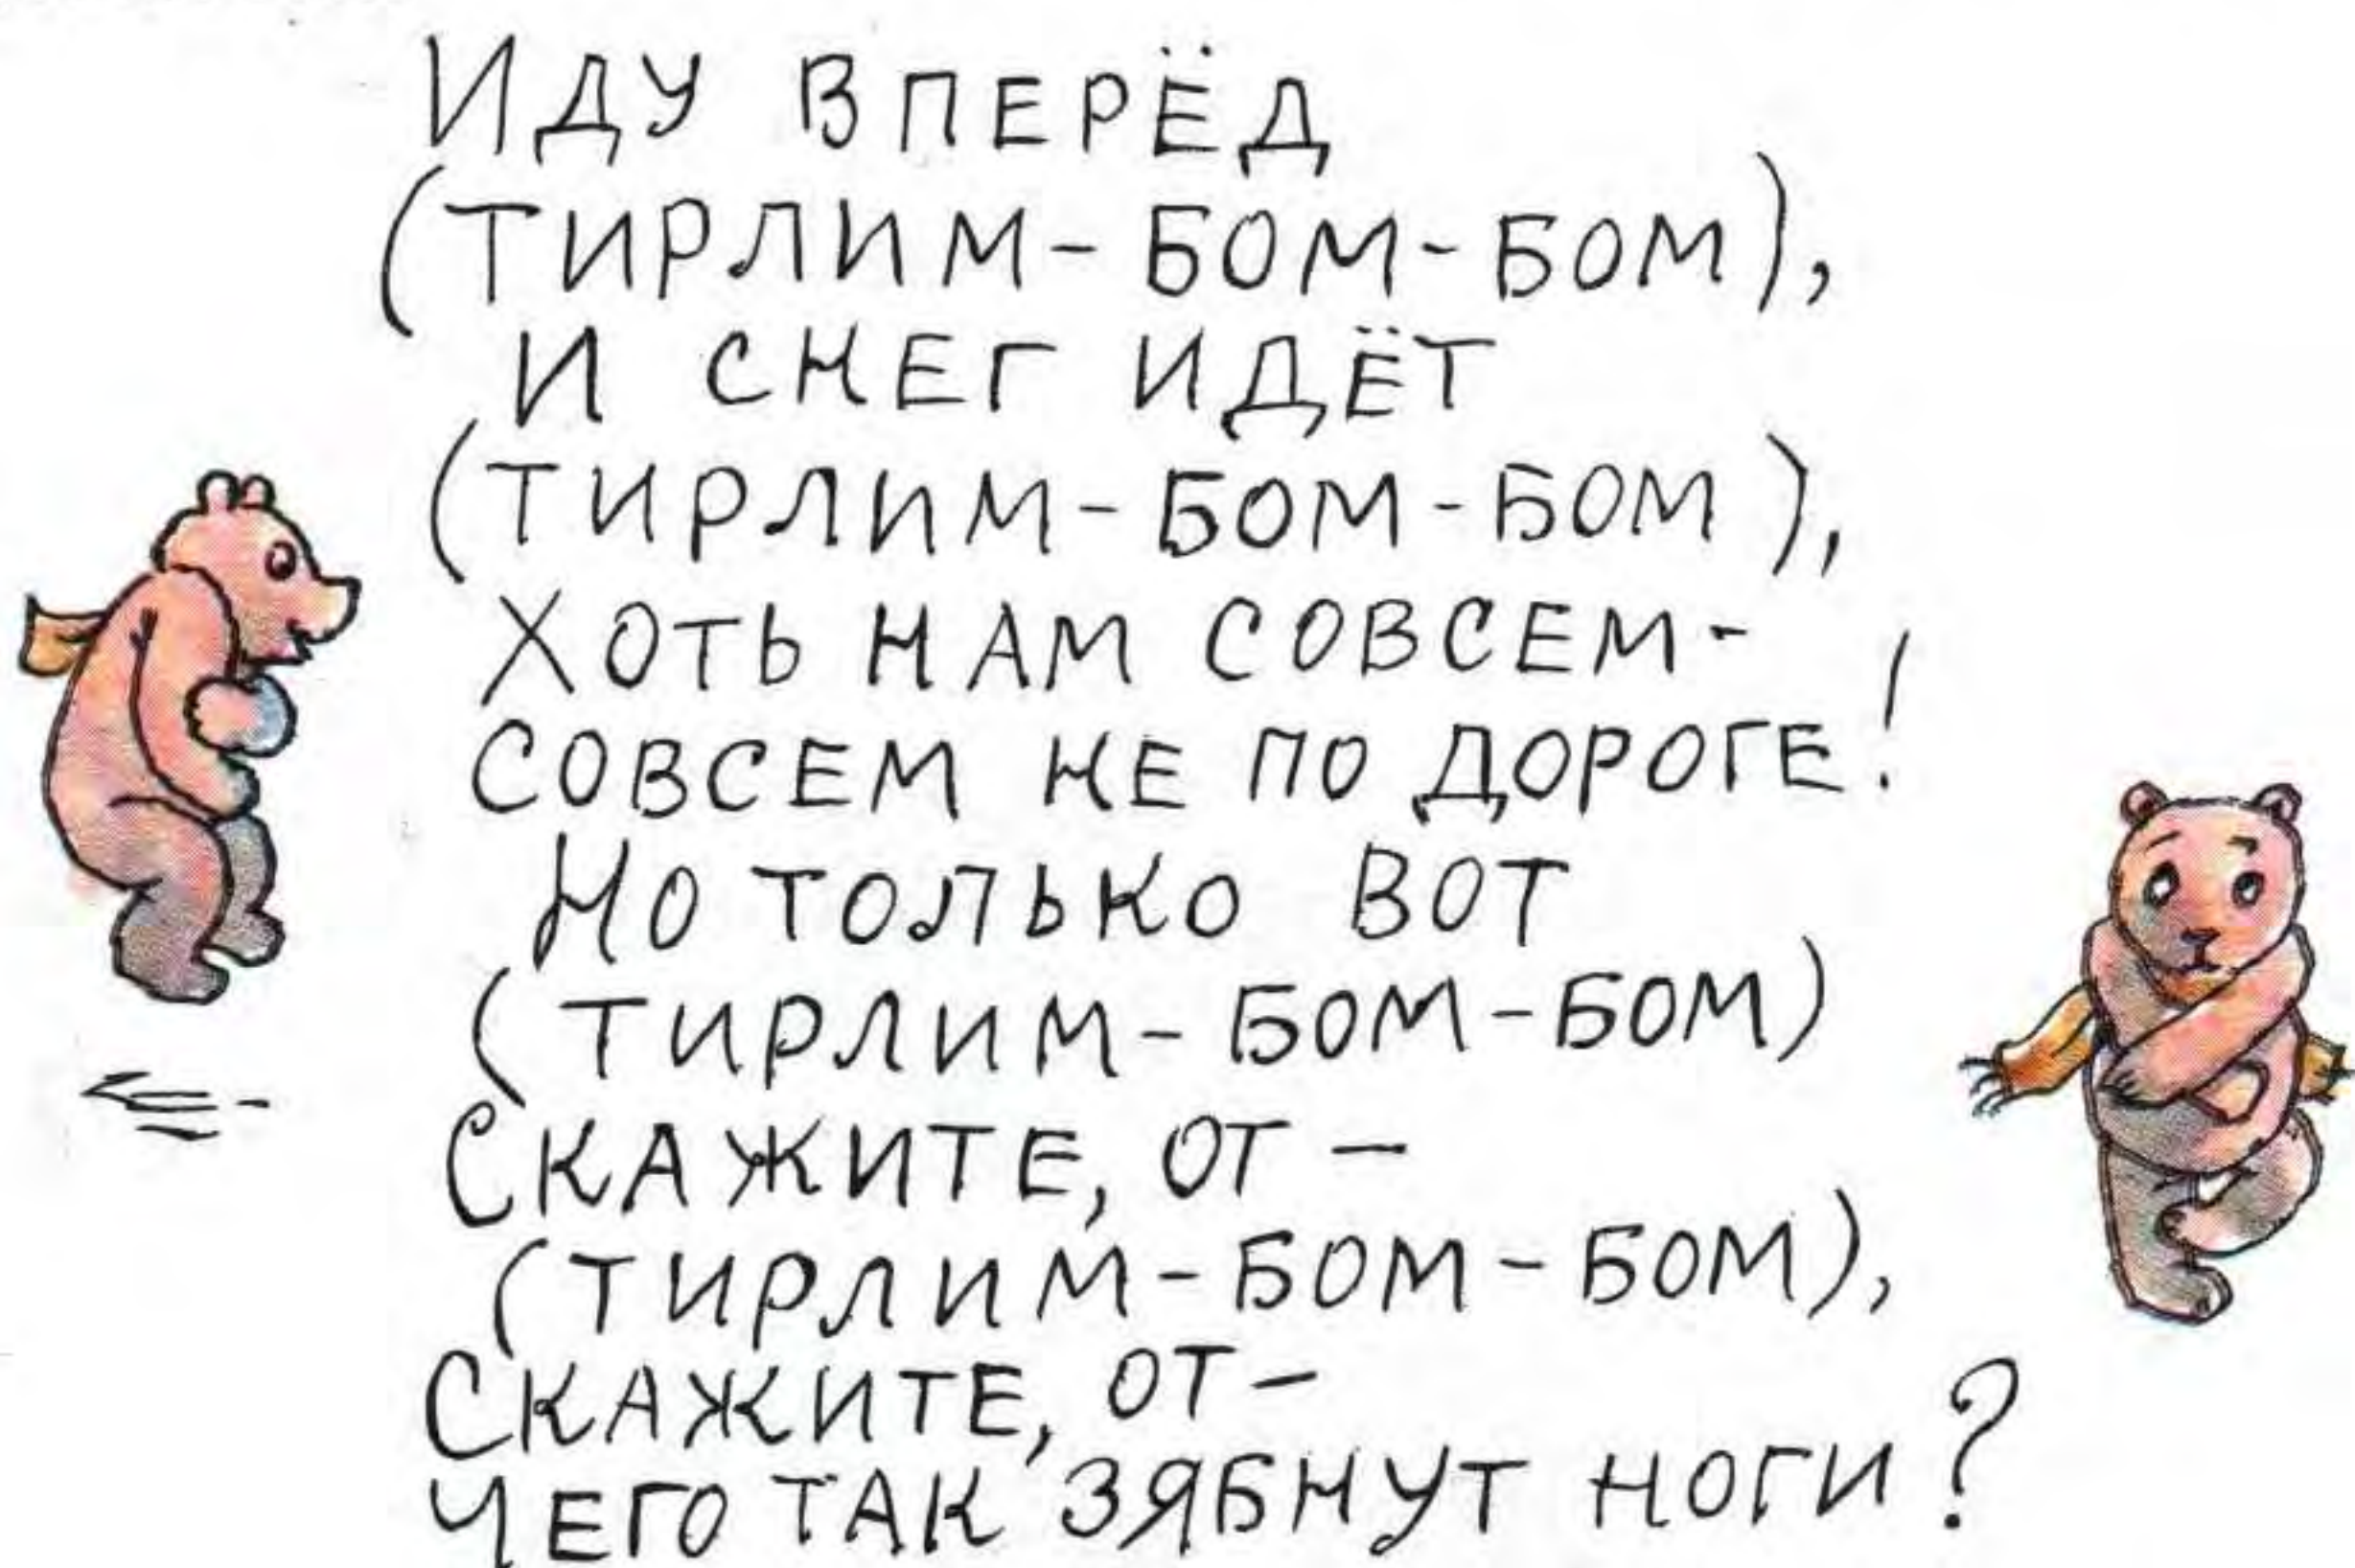 ИДУ ВПЕРЁД
(ТИРЛИМ-БОМ-БОМ),
И СНЕГ ИДЁТ
(ТИРЛИМ-БОМ-БОМ),
ХОТЬ НАМ СОВСЕМ-
СОВСЕМ НЕ ПО ДОРОГЕ!
НО ТОЛЬКО ВОТ
(ТИРЛИМ-БОМ-БОМ)
СКАЖИТЕ, ОТ-
(ТИРЛИМ-БОМ-БОМ),
СКАЖИТЕ, ОТ-
ЧЕГО ТАК ЗЯБНУТ НОГИ?